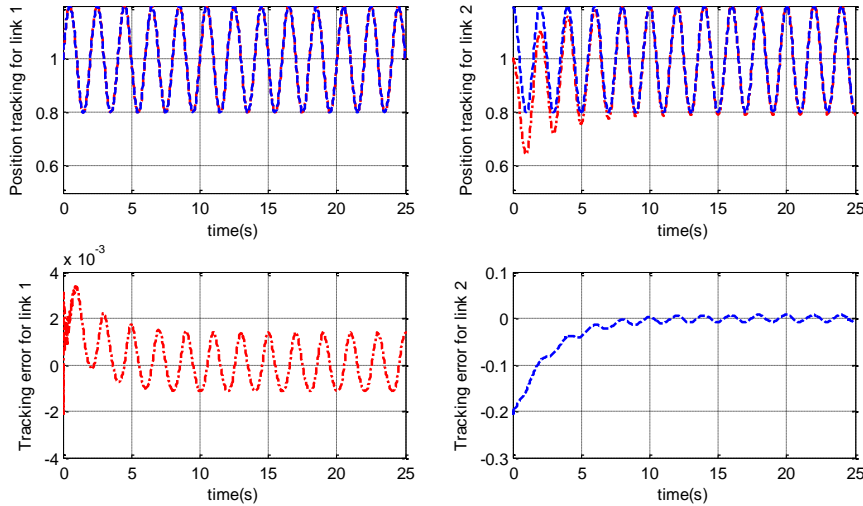 Position tracking for link 1
1
0.8
0.6
0 5 10 15 20 25
time(s)
Position tracking for link 2
1
0.8
0.6
0 5 10 15 20 25
time(s)
x 10^-3
Tracking error for link 1
4
2
0
-2
-4
0 5 10 15 20 25
time(s)
Tracking error for link 2
0.1
0
-0.1
-0.2
-0.3
0 5 10 15 20 25
time(s)